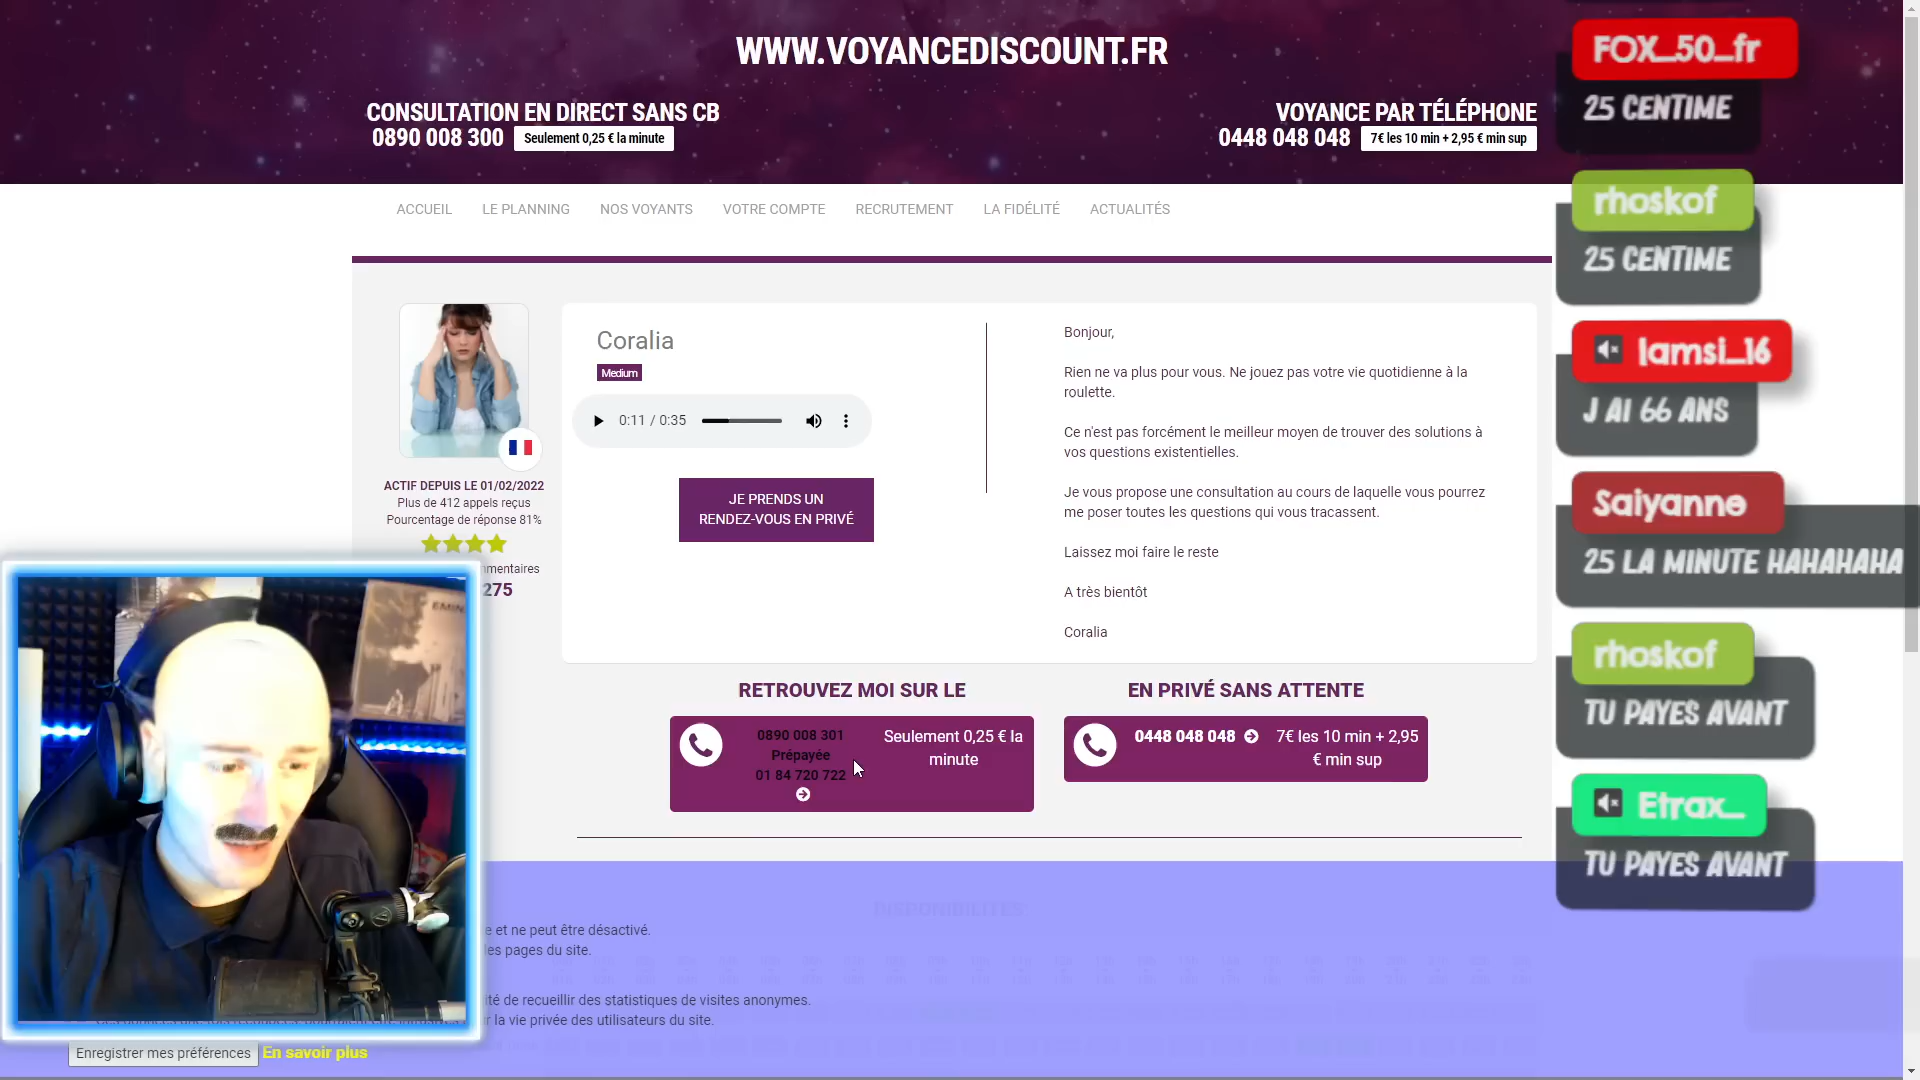 WWW.VOYANCEDISCOUNT.FR
CONSULTATION EN DIRECT SANS CB
0890 008 300 Seulement 0,25 € la minute
VOYANCE PAR TÉLÉPHONE
0448 048 048 7€ les 10 min + 2,95 € min sup
ACCUEIL LE PLANNING NOS VOYANTS VOTRE COMPTE RECRUTEMENT LA FIDÉLITÉ ACTUALITÉS
ACTIF DEPUIS LE 01/02/2022
Plus de 412 appels reçus
Pourcentage de réponse 81%
mmentaires
275
Coralia
Medium
0:11 / 0:35
JE PRENDS UN
RENDEZ-VOUS EN PRIVÉ
Bonjour,
Rien ne va plus pour vous. Ne jouez pas votre vie quotidienne à la
roulette.
Ce n'est pas forcément le meilleur moyen de trouver des solutions à
vos questions existentielles.
Je vous propose une consultation au cours de laquelle vous pourrez
me poser toutes les questions qui vous tracassent.
Laissez moi faire le reste
A très bientôt
Coralia
RETROUVEZ MOI SUR LE
0890 008 301
Prépayée
01 84 720 722
Seulement 0,25 € la
minute
EN PRIVÉ SANS ATTENTE
0448 048 048
7€ les 10 min + 2,95
€ min sup
DISPONIBILITES
e et ne peut être désactivé.
les pages du site.
ité de recueillir des statistiques de visites anonymes.
r la vie privée des utilisateurs du site.
Enregistrer mes préférences En savoir plus
EMIN
FOX_50_fr
25 CENTIME
rhoskof
25 CENTIME
lamsi_16
J AI 66 ANS
Saiyanne
25 LA MINUTE HAHAHAHA
rhoskof
TU PAYES AVANT
Etrax_
TU PAYES AVANT